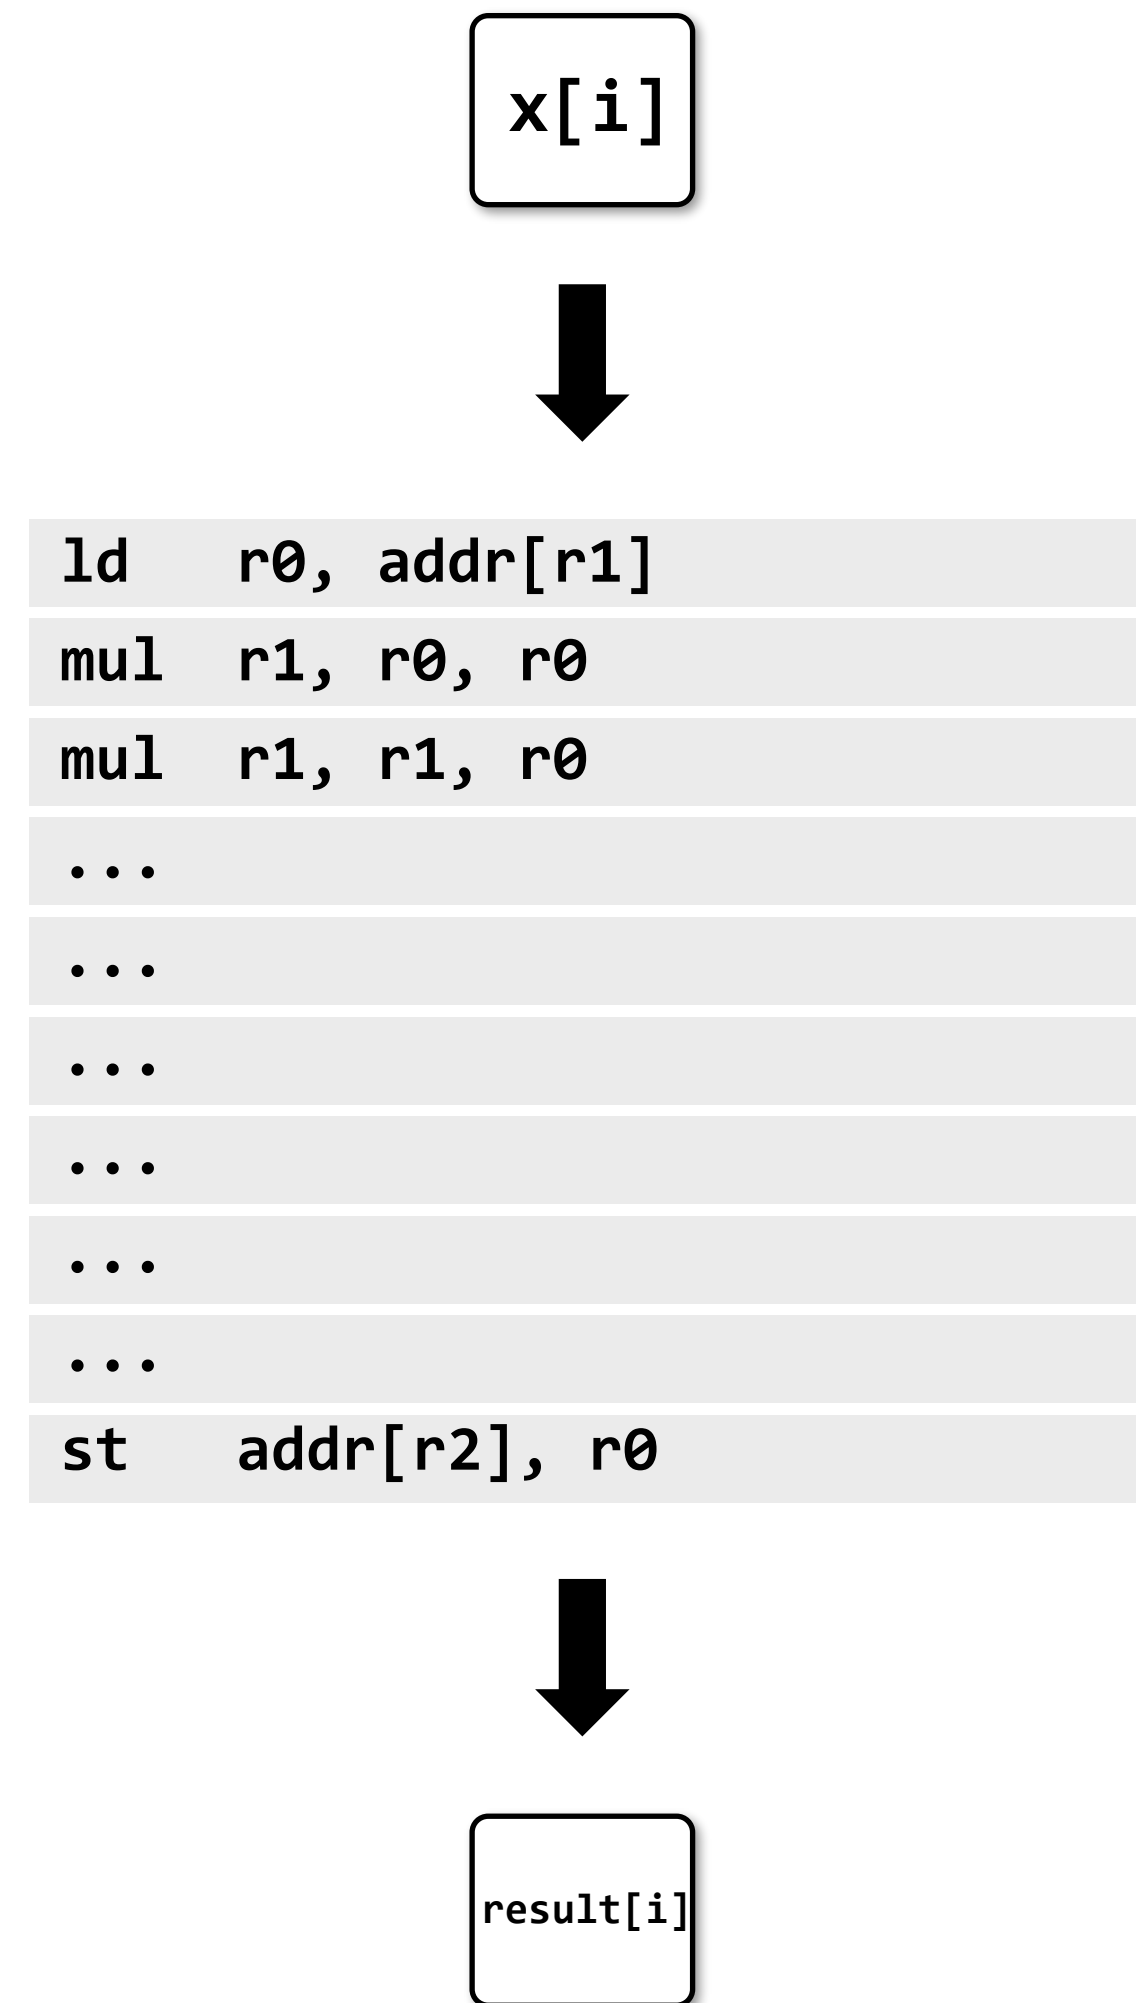 x[i]
ld r0, addr[r1]
mul r1, r0, r0
mul r1, r1, r0
...
...
...
...
...
...
st addr[r2], r0
result[i]